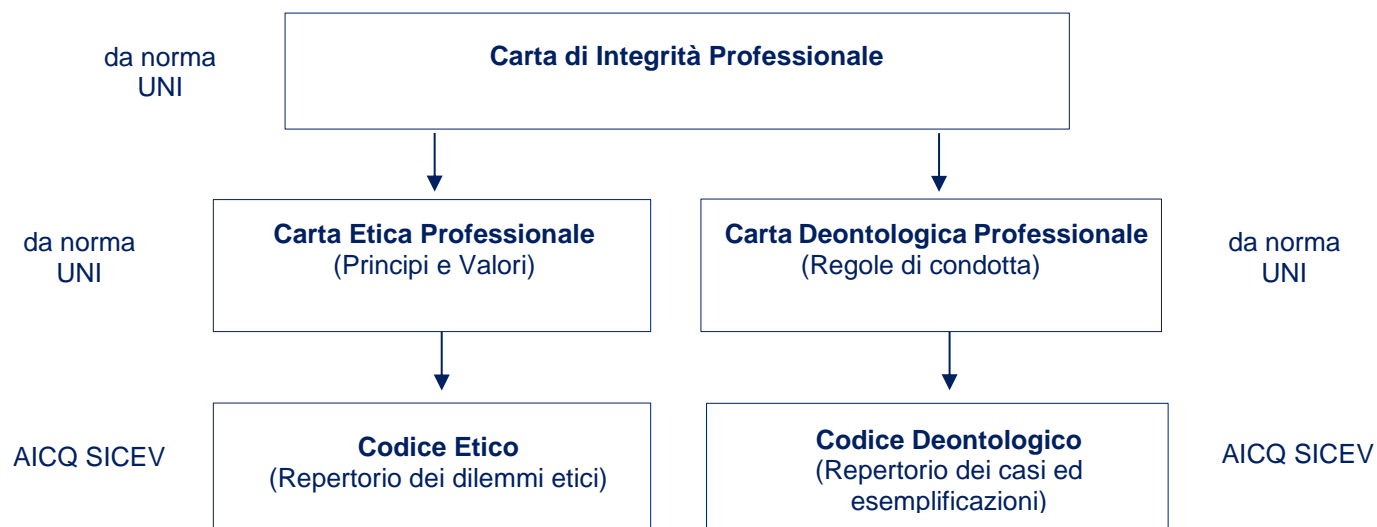 da norma
UNI
Carta di Integrità Professionale
da norma
UNI
Carta Etica Professionale
(Principi e Valori)
Carta Deontologica Professionale
(Regole di condotta)
da norma
UNI
AICQ SICEV
Codice Etico
(Repertorio dei dilemmi etici)
Codice Deontologico
(Repertorio dei casi ed
esemplificazioni)
AICQ SICEV